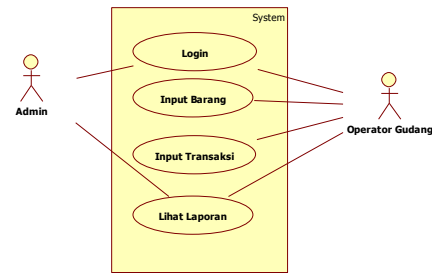 System
Login
Admin
Input Barang
Operator Gudang
Input Transaksi
Lihat Laporan